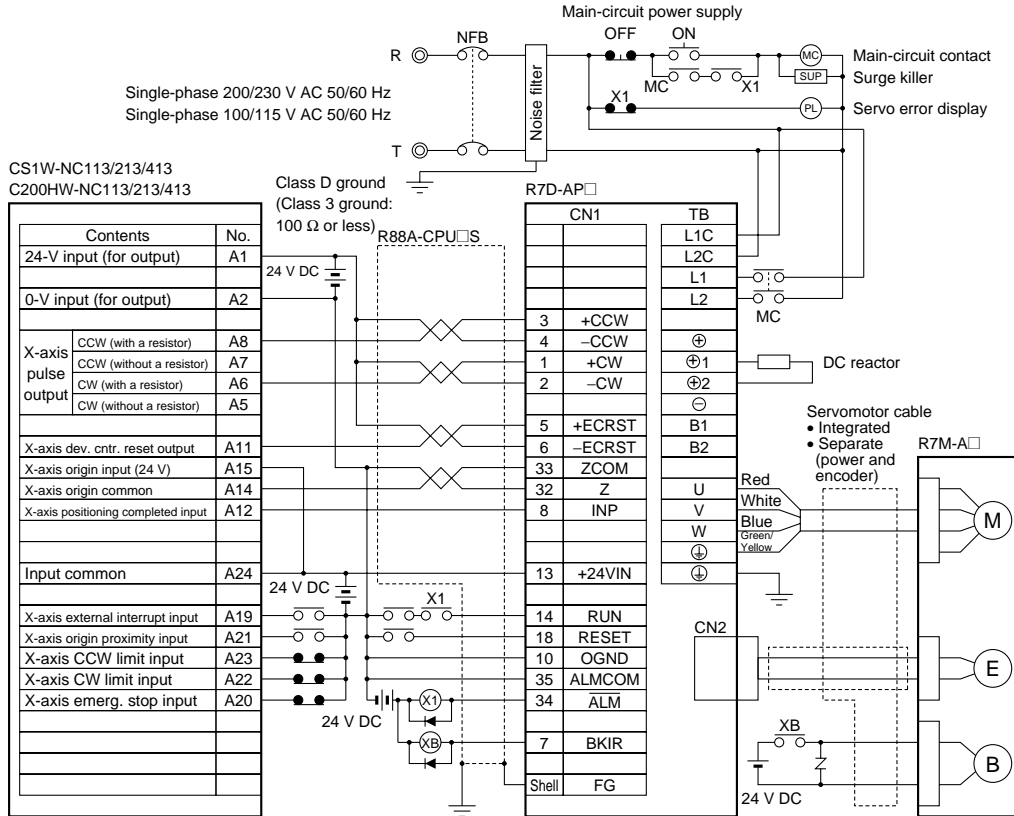 Main-circuit power supply
OFF ON
R NFB
MC Main-circuit contact
SUP Surge killer
MC X1
Single-phase 200/230 V AC 50/60 Hz
Single-phase 100/115 V AC 50/60 Hz
Noise filter
X1
PL Servo error display
T
CS1W-NC113/213/413
C200HW-NC113/213/413
Class D ground
(Class 3 ground:
100 Ω or less)
R88A-CPU□S
R7D-AP□
Contents No.
24-V input (for output) A1
0-V input (for output) A2
X-axis pulse output
CCW (with a resistor) A8
CCW (without a resistor) A7
CW (with a resistor) A6
CW (without a resistor) A5
X-axis dev. cntr. reset output A11
X-axis origin input (24 V) A15
X-axis origin common A14
X-axis positioning completed input A12
Input common A24
X-axis external interrupt input A19
X-axis origin proximity input A21
X-axis CCW limit input A23
X-axis CW limit input A22
X-axis emerg. stop input A20
24 V DC
24 V DC
X1
24 V DC
X1
XB
CN1
3 +CCW
4 −CCW
1 +CW
2 −CW
5 +ECRST
6 −ECRST
33 ZCOM
32 Z
8 INP
13 +24VIN
14 RUN
18 RESET
10 OGND
35 ALMCOM
34 ALM
7 BKIR
Shell FG
TB
L1C
L2C
L1
L2
MC
⊕
⊕1
⊕2
⊖
B1
B2
U
V
W
DC reactor
Red
White
Blue
Green/
Yellow
Servomotor cable
• Integrated
• Separate
(power and
encoder)
R7M-A□
M
CN2
E
XB
24 V DC
B